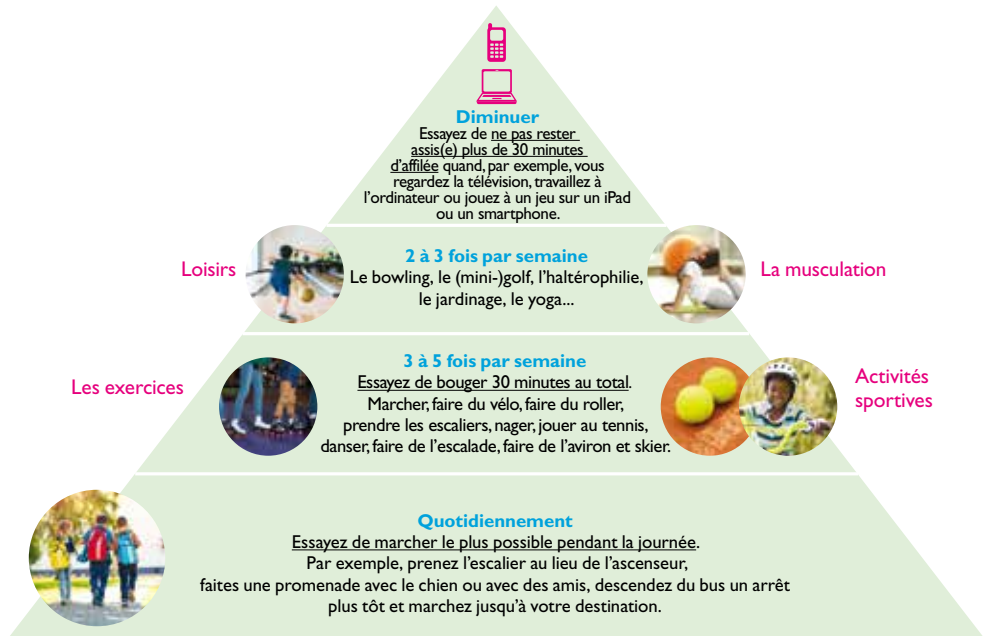 Diminuer
Essayez de ne pas rester
assis(e) plus de 30 minutes
d'affilée quand, par exemple, vous
regardez la télévision, travaillez à
l'ordinateur ou jouez à un jeu sur un iPad
ou un smartphone.
Loisirs
2 à 3 fois par semaine
Le bowling, le (mini-)golf, l'haltérophilie,
le jardinage, le yoga...
La musculation
Les exercices
3 à 5 fois par semaine
Essayez de bouger 30 minutes au total.
Marcher, faire du vélo, faire du roller,
prendre les escaliers, nager, jouer au tennis,
danser, faire de l'escalade, faire de l'aviron et skier.
Activités
sportives
Quotidiennement
Essayez de marcher le plus possible pendant la journée.
Par exemple, prenez l'escalier au lieu de l'ascenseur,
faites une promenade avec le chien ou avec des amis, descendez du bus un arrêt
plus tôt et marchez jusqu'à votre destination.